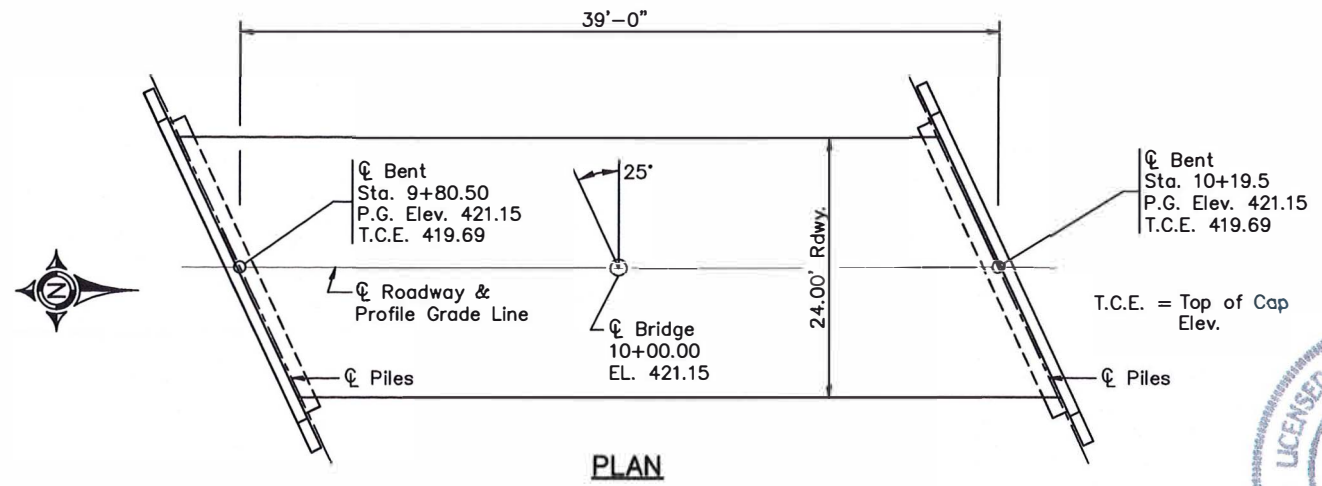 39'-0"
25°
℄ Bent
Sta. 9+80.50
P.G. Elev. 421.15
T.C.E. 419.69
℄ Bent
Sta. 10+19.5
P.G. Elev. 421.15
T.C.E. 419.69
24.00' Rdwy.
N
℄ Roadway &
Profile Grade Line
℄ Bridge
10+00.00
EL. 421.15
T.C.E. = Top of Cap
Elev.
℄ Piles
℄ Piles
PLAN
LICENSED